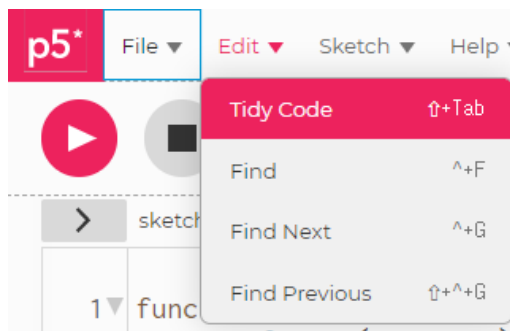 p5* File ▼ Edit ▼ Sketch ▼ Help
Tidy Code ⇧+Tab
Find ^+F
sketch
Find Next ^+G
Find Previous ⇧+^+G
1 func